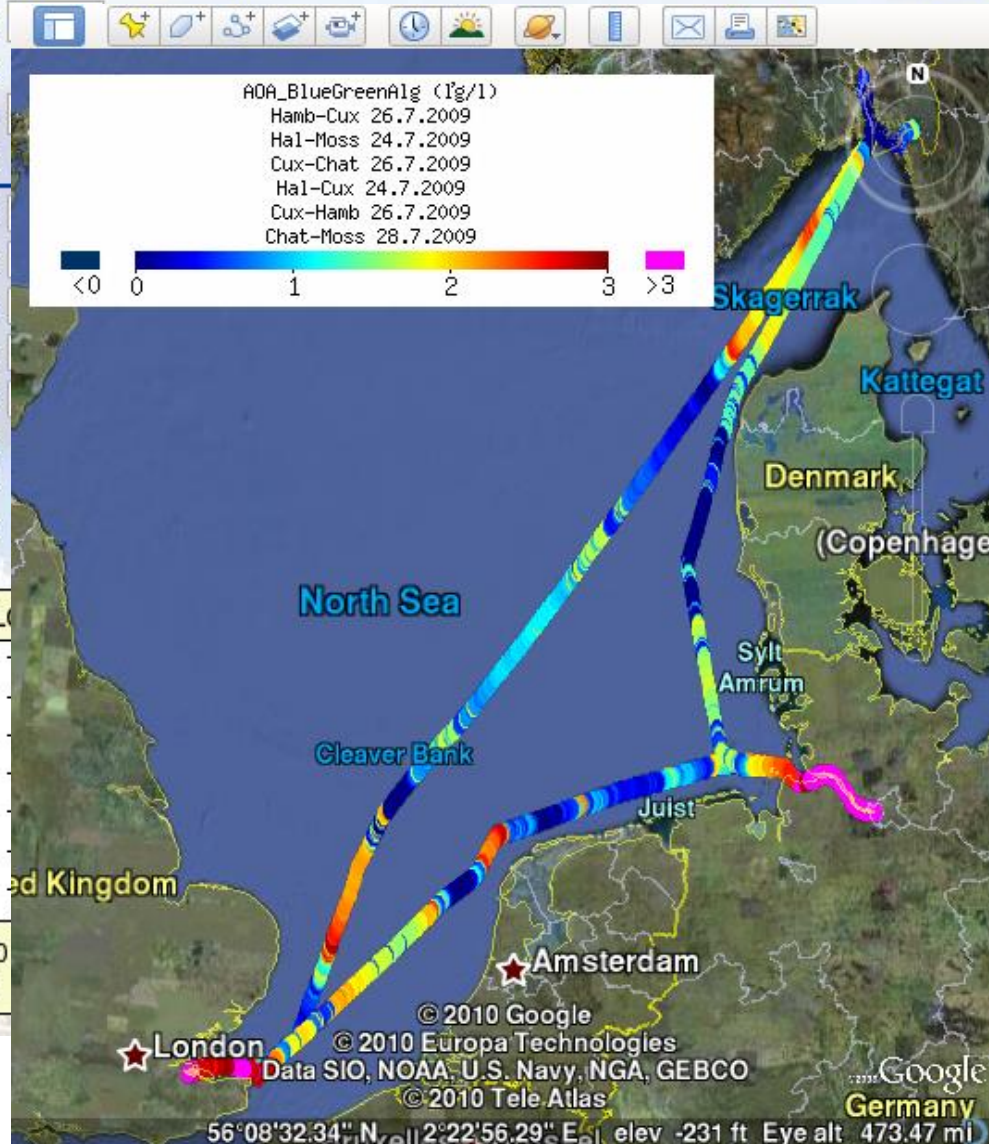 N
AOA_BlueGreenAlg (Γg/l)
Hamb-Cux 26.7.2009
Hal-Moss 24.7.2009
Cux-Chat 26.7.2009
Hal-Cux 24.7.2009
Cux-Hamb 26.7.2009
Chat-Moss 28.7.2009
<0 0 1 2 3 >3
Skagerrak
Kattegat
Denmark
(Copenhage
North Sea
Sylt
Amrum
Cleaver Bank
Juist
ed Kingdom
Amsterdam
© 2010 Google
London
© 2010 Europa Technologies
Data SIO, NOAA, U.S. Navy, NGA, GEBCO
Google
© 2010 Tele Atlas
Germany
56°08'32.34" N 2°22'56.29" E elev -231 ft Eye alt 473.47 mi